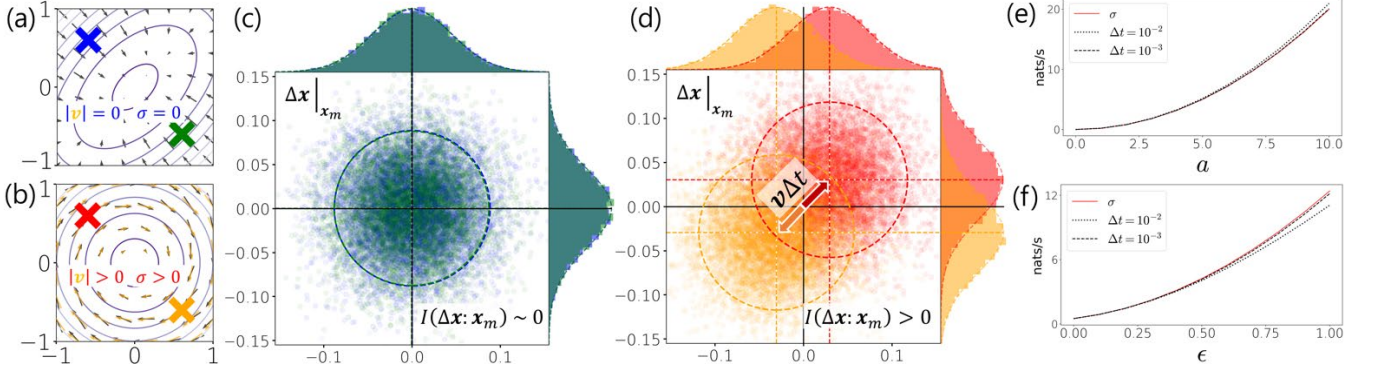 (a)
1
0
−1
|v| = 0 σ = 0
(b)
1
0
−1
|v| > 0 σ > 0
−1 0 1
(c)
Δx|xₘ
0.15
0.10
0.05
0.00
−0.05
−0.10
−0.15
I(Δx: xₘ) ~ 0
−0.1 0.0 0.1
(d)
Δx|xₘ
0.15
0.10
0.05
0.00
−0.05
−0.10
−0.15
vΔt
I(Δx: xₘ) > 0
−0.1 0.0 0.1
(e)
nats/s
20
10
0
σ
Δt = 10⁻²
Δt = 10⁻³
0.0 2.5 5.0 7.5 10.0
a
(f)
nats/s
12
6
0
σ
Δt = 10⁻²
Δt = 10⁻³
0.00 0.25 0.50 0.75 1.00
ϵ